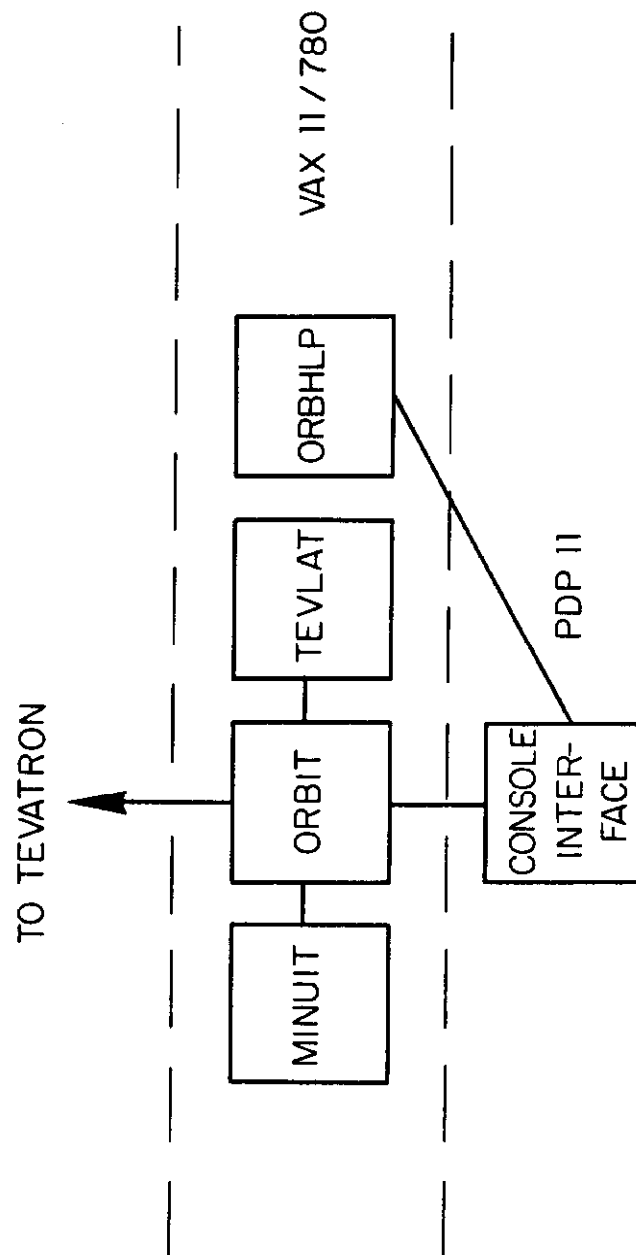 TO TEVATRON
MINUIT
ORBIT
TEVLAT
ORBHLP
VAX 11/780
CONSOLE
INTER-
FACE
PDP 11